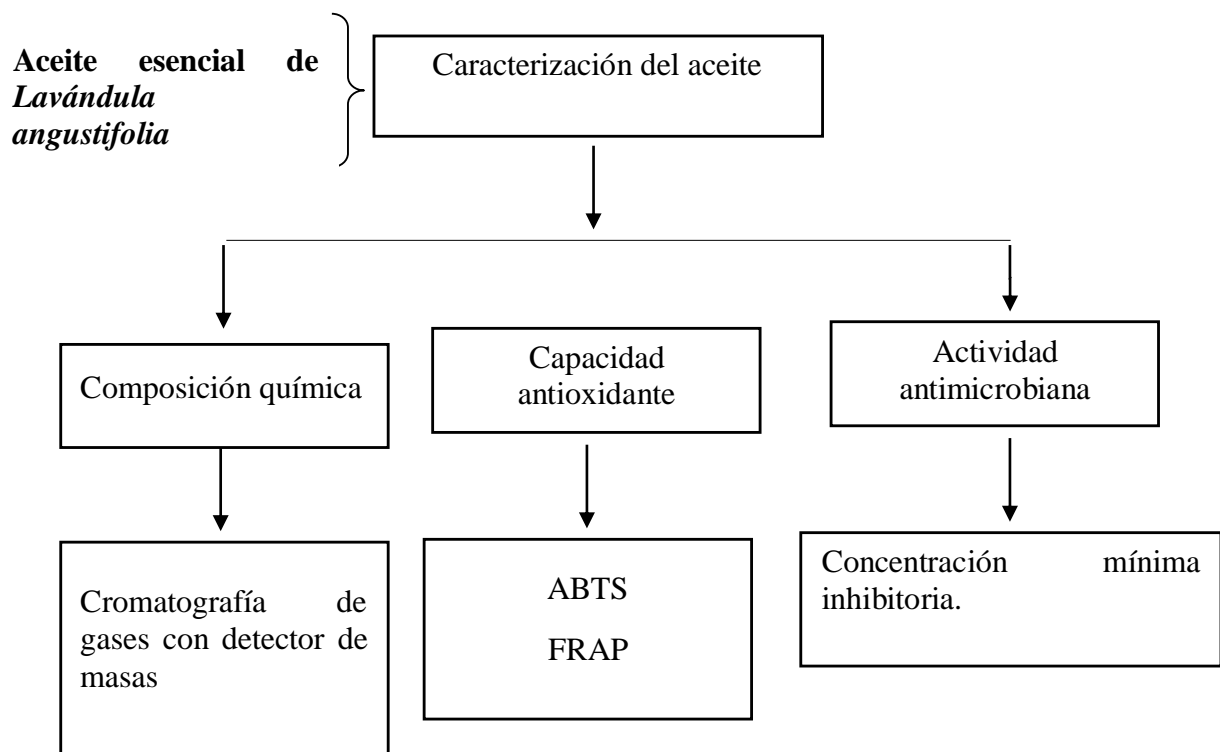 Aceite esencial de
Lavándula
angustifolia
Caracterización del aceite
Composición química
Capacidad
antioxidante
Actividad
antimicrobiana
Cromatografía de
gases con detector de
masas
ABTS
FRAP
Concentración mínima
inhibitoria.